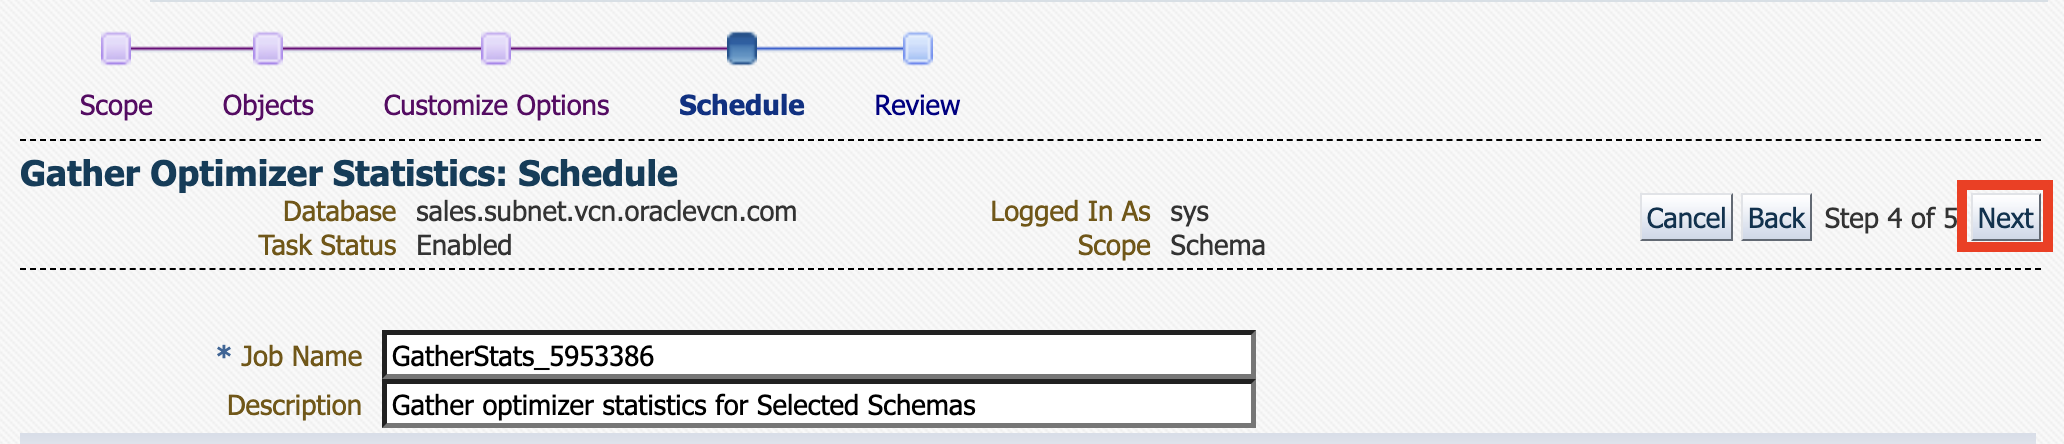 Scope Objects Customize Options Schedule Review
Gather Optimizer Statistics: Schedule
Database sales.subnet.vcn.oraclevcn.com Logged In As sys
Task Status Enabled Scope Schema
Cancel Back Step 4 of 5 Next
* Job Name GatherStats_5953386
Description Gather optimizer statistics for Selected Schemas